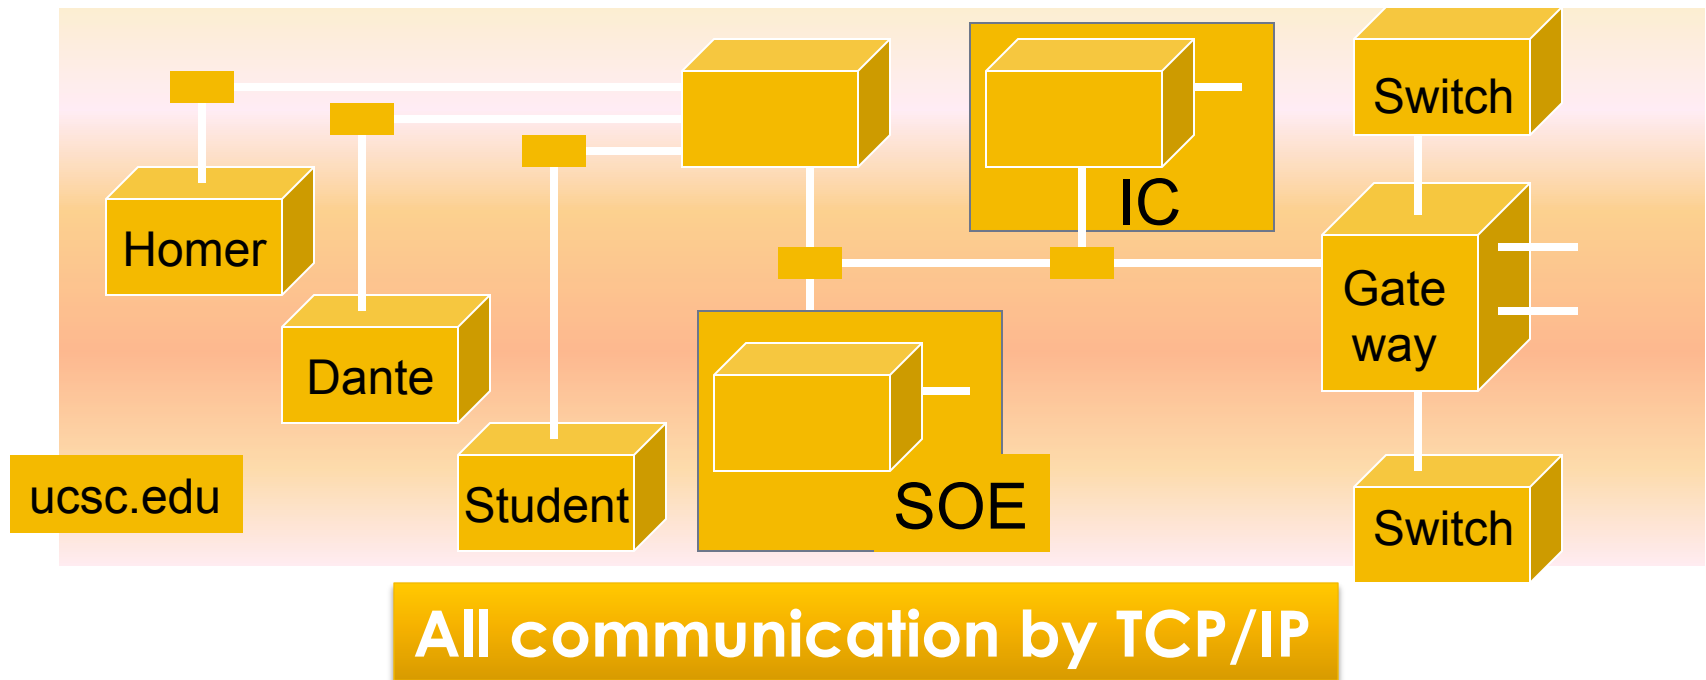 Switch
IC
Homer
Gate
way
Dante
ucsc.edu
Student
SOE
Switch
All communication by TCP/IP